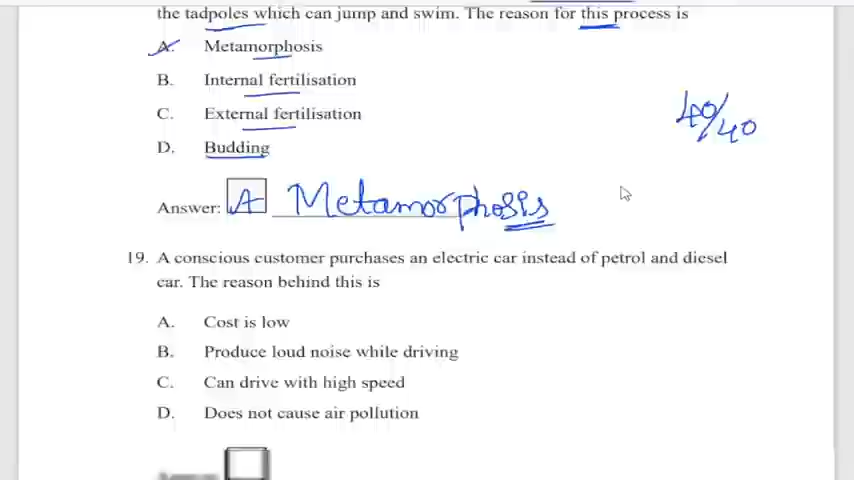 the tadpoles which can jump and swim. The reason for this process is
A. Metamorphosis
B. Internal fertilisation
C. External fertilisation
40/40
D. Budding
Answer: A Metamorphosis
19. A conscious customer purchases an electric car instead of petrol and diesel
car. The reason behind this is
A. Cost is low
B. Produce loud noise while driving
C. Can drive with high speed
D. Does not cause air pollution